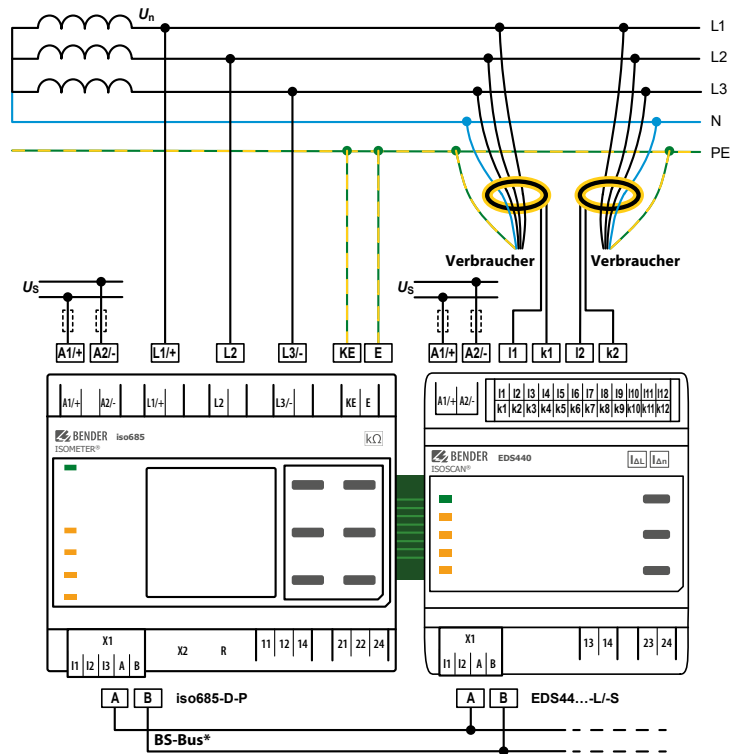 Un L1
L2
L3
N
PE
Verbraucher Verbraucher
US US
A1/+ A2/- L1/+ L2 L3/- KE E A1/+ A2/- l1 k1 l2 k2
A1/+ A2/- L1/+ L2 L3/- KE E A1/+ A2/- l1 l2 l3 l4 l5 l6 l7 l8 l9 l10 l11 l12
k1 k2 k3 k4 k5 k6 k7 k8 k9 k10 k11 k12
BENDER iso685 kΩ
ISOMETER®
BENDER EDS440 IΔL IΔn
ISOSCAN®
X1 X2 R 11 12 14 21 22 24
I1 I2 I3 A B
X1 13 14 23 24
I1 I2 A B
A B iso685-D-P A B EDS44...-L/-S
BS-Bus*